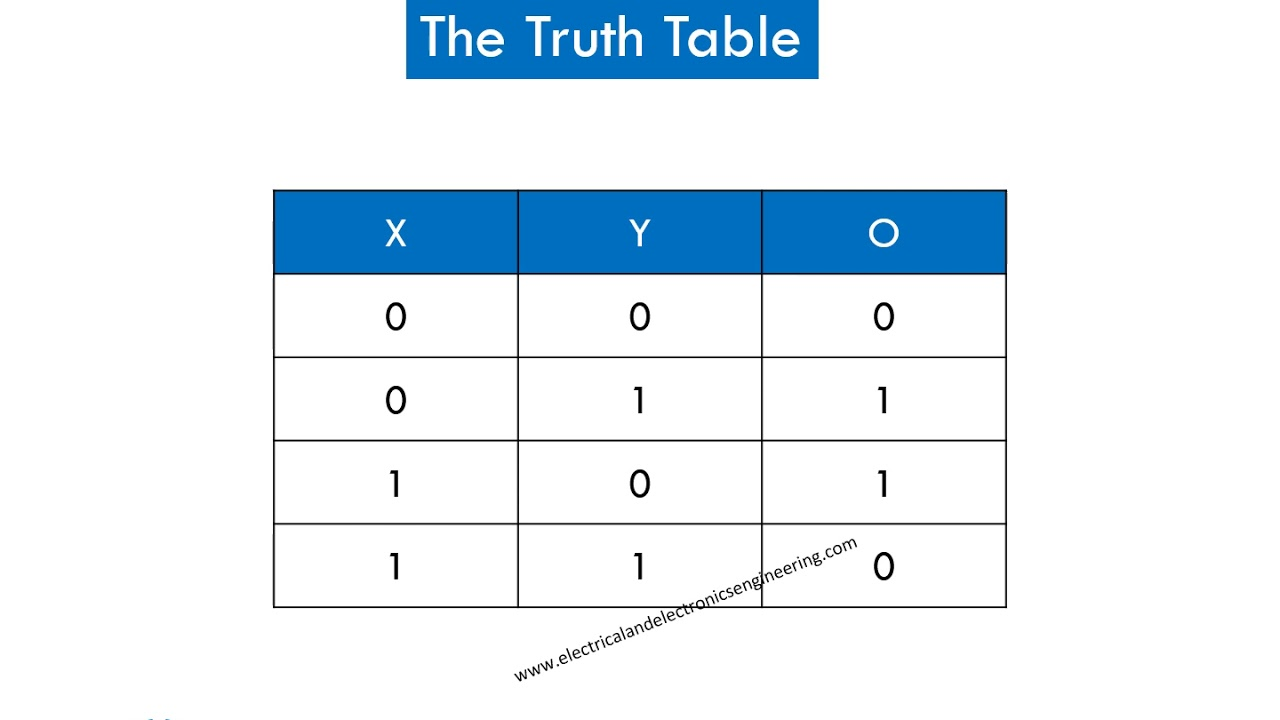 The Truth Table
X Y O
0 0 0
0 1 1
1 0 1
1 1 0
www.electricalandelectronicsengineering.com